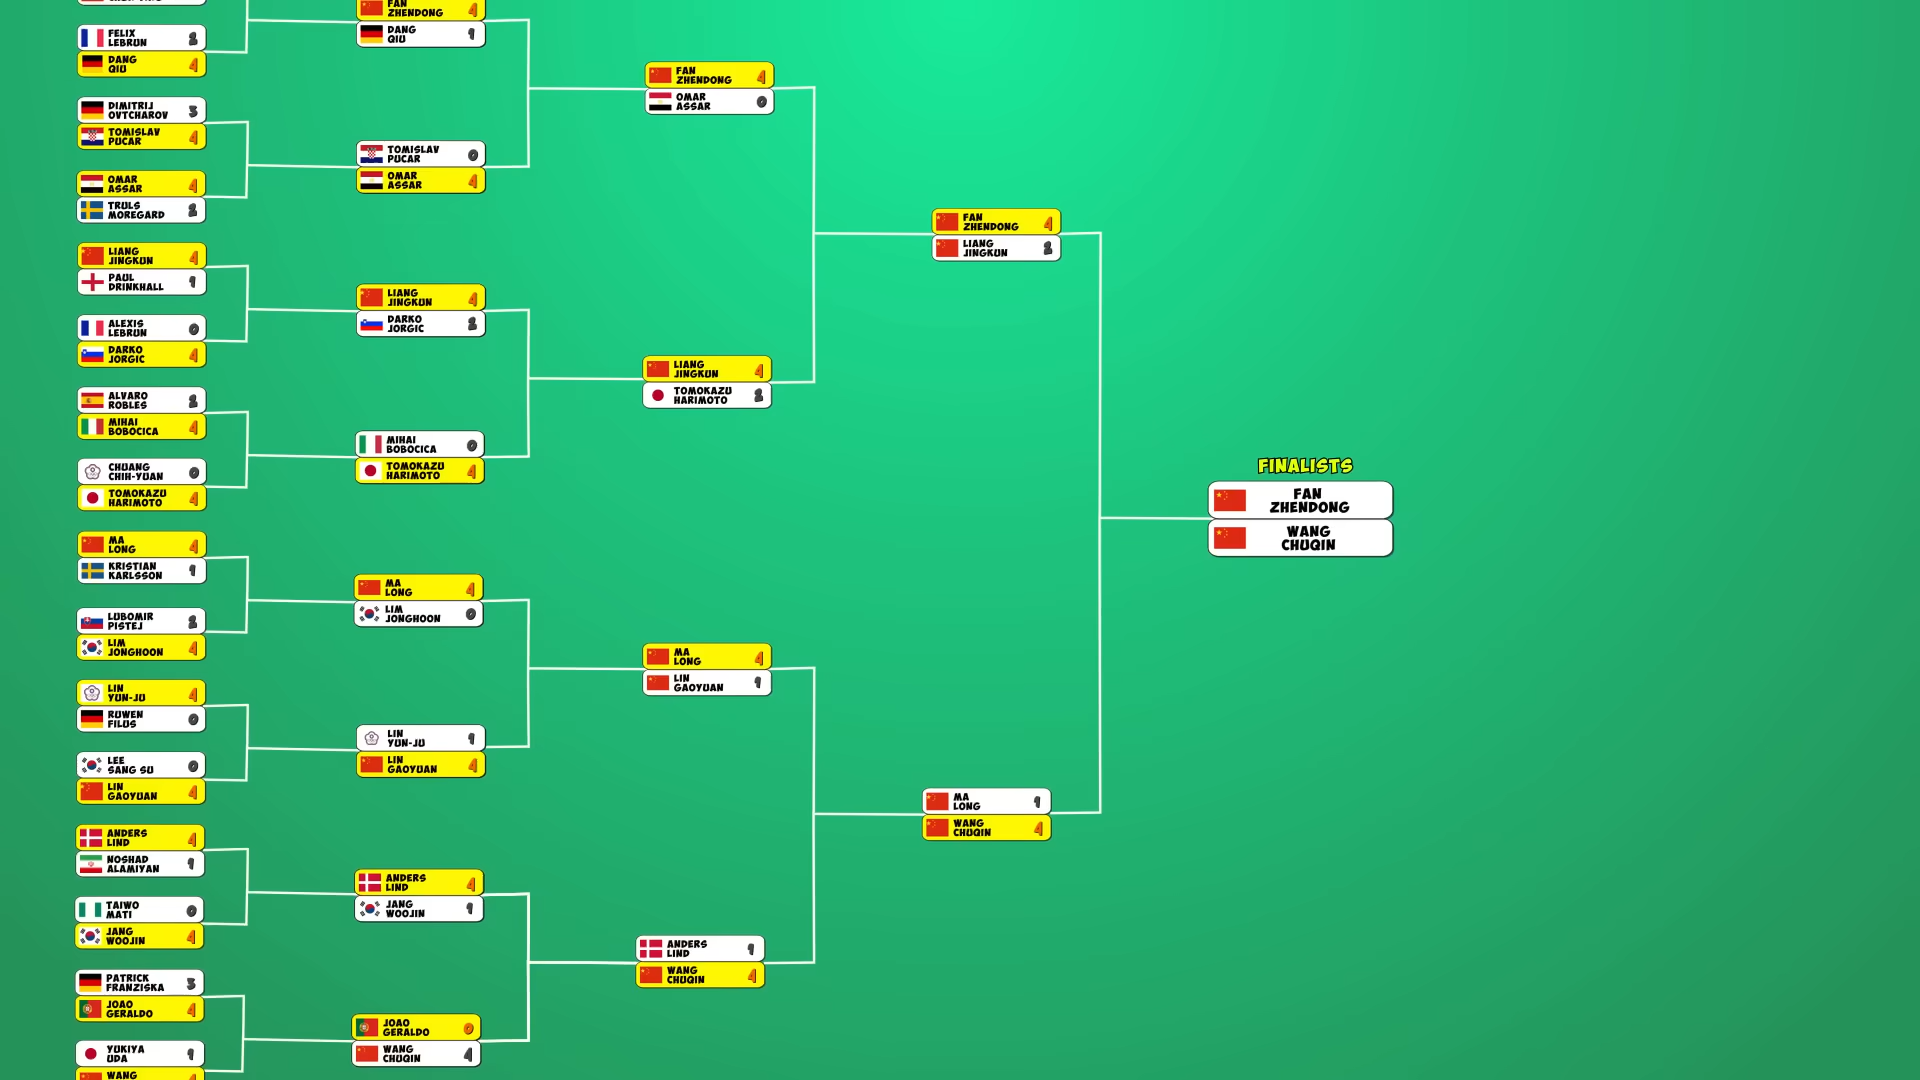 FELIX
LEBRUN 2
DANG
QIU 4
DIMITRIJ
OVTCHAROV 3
TOMISLAV
PUCAR 4
OMAR
ASSAR 4
TRULS
MOREGARD 2
LIANG
JINGKUN 4
PAUL
DRINKHALL 1
ALEXIS
LEBRUN 0
DARKO
JORGIC 4
ALVARO
ROBLES 2
MIHAI
BOBOCICA 4
CHUANG
CHIH-YUAN 0
TOMOKAZU
HARIMOTO 4
MA
LONG 4
KRISTIAN
KARLSSON 1
LUBOMIR
PISTEJ 2
LIM
JONGHOON 4
LIN
YUN-JU 4
RUWEN
FILUS 0
LEE
SANG SU 0
LIN
GAOYUAN 4
ANDERS
LIND 4
NOSHAD
ALAMIYAN 1
TAIWO
MATI 0
JANG
WOOJIN 4
PATRICK
FRANZISKA 3
JOAO
GERALDO 4
YUKIYA
UDA 1
WANG
FAN
ZHENDONG 4
DANG
QIU 1
TOMISLAV
PUCAR 0
OMAR
ASSAR 4
LIANG
JINGKUN 4
DARKO
JORGIC 2
MIHAI
BOBOCICA 0
TOMOKAZU
HARIMOTO 4
MA
LONG 4
LIM
JONGHOON 0
LIN
YUN-JU 1
LIN
GAOYUAN 4
ANDERS
LIND 4
JANG
WOOJIN 1
JOAO
GERALDO 0
WANG
CHUQIN 4
FAN
ZHENDONG 4
OMAR
ASSAR 0
LIANG
JINGKUN 4
TOMOKAZU
HARIMOTO 2
MA
LONG 4
LIN
GAOYUAN 1
ANDERS
LIND 1
WANG
CHUQIN 4
FAN
ZHENDONG 4
LIANG
JINGKUN 2
MA
LONG 1
WANG
CHUQIN 4
FINALISTS
FAN
ZHENDONG
WANG
CHUQIN